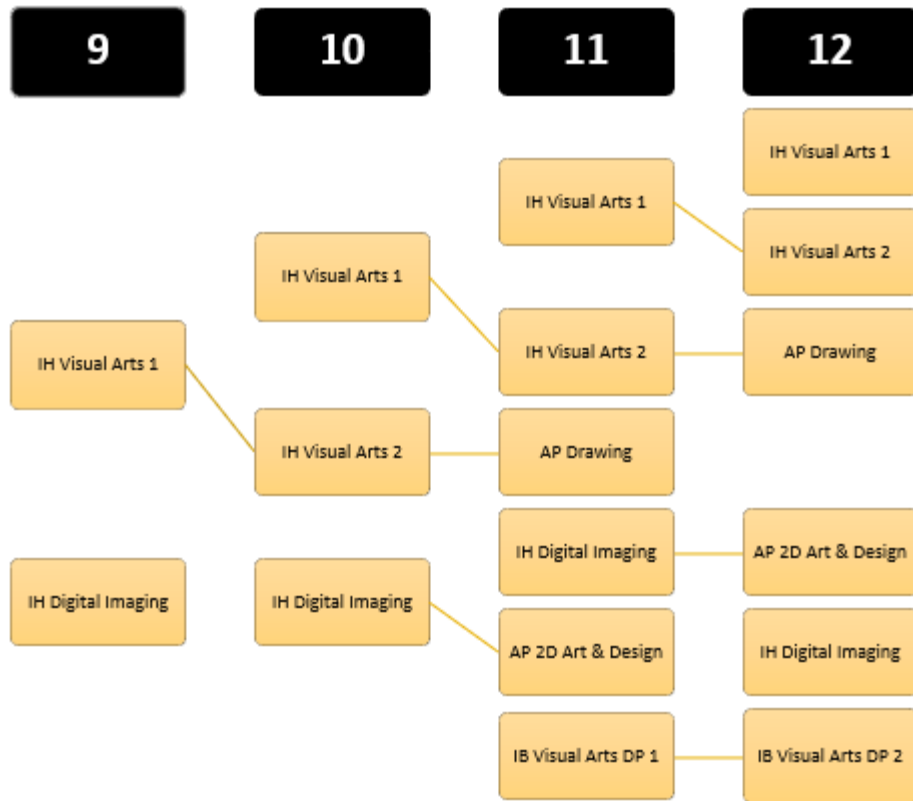 9
10
11
12
IH Visual Arts 1
IH Visual Arts 1
IH Visual Arts 2
IH Visual Arts 1
IH Visual Arts 2
AP Drawing
IH Visual Arts 1
IH Visual Arts 2
AP Drawing
IH Digital Imaging
AP 2D Art & Design
IH Digital Imaging
IH Digital Imaging
AP 2D Art & Design
IH Digital Imaging
IB Visual Arts DP 1
IB Visual Arts DP 2